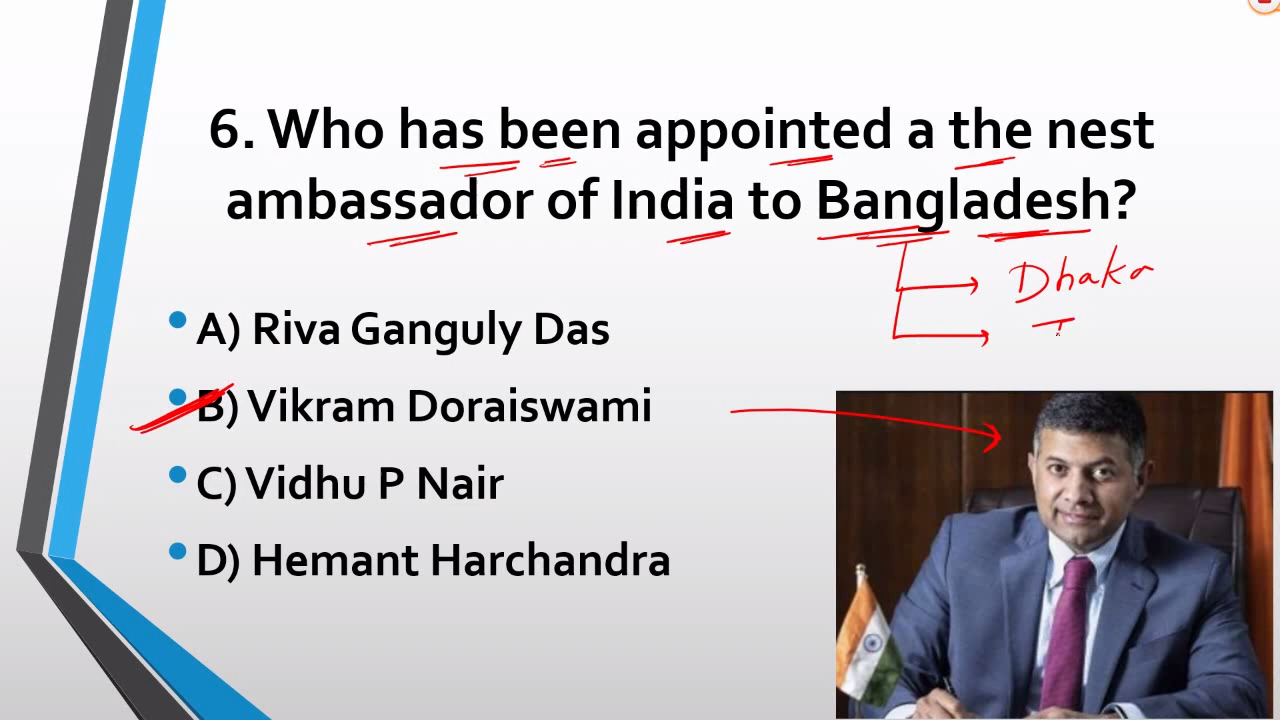 6. Who has been appointed a the nest
ambassador of India to Bangladesh?
Dhaka
A) Riva Ganguly Das
B) Vikram Doraiswami
C) Vidhu P Nair
D) Hemant Harchandra